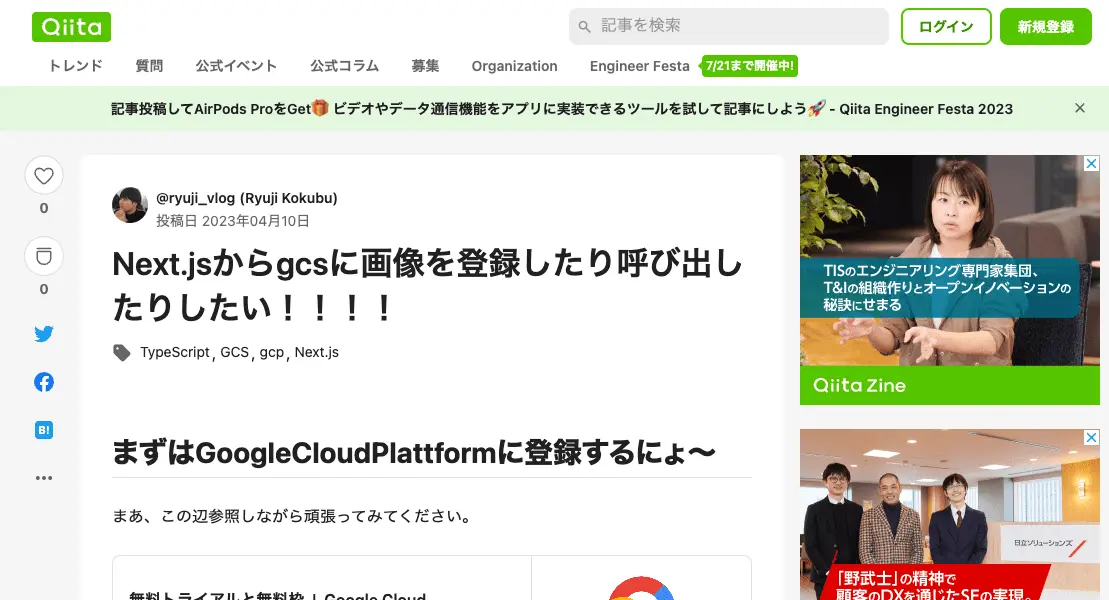 Qiita
記事を検索
ログイン
新規登録
トレンド
質問
公式イベント
公式コラム
募集
Organization
Engineer Festa
7/21まで開催中!
記事投稿してAirPods ProをGet🎁 ビデオやデータ通信機能をアプリに実装できるツールを試して記事にしよう🚀 - Qiita Engineer Festa 2023
0
0
B!
@ryuji_vlog (Ryuji Kokubu)
投稿日 2023年04月10日
Next.jsからgcsに画像を登録したり呼び出し
たりしたい！！！！
TypeScript, GCS, gcp, Next.js
まずはGoogleCloudPlattformに登録するにょ〜
まあ、この辺参照しながら頑張ってみてください。
無料トライアルと無料枠 | Google Cloud
TISのエンジニアリング専門家集団、
T&Iの組織作りとオープンイノベーションの
秘訣にせまる
Qiita Zine
日立ソリューションズ
「野武士」の精神で
顧客のDXを通じたSEの実現。